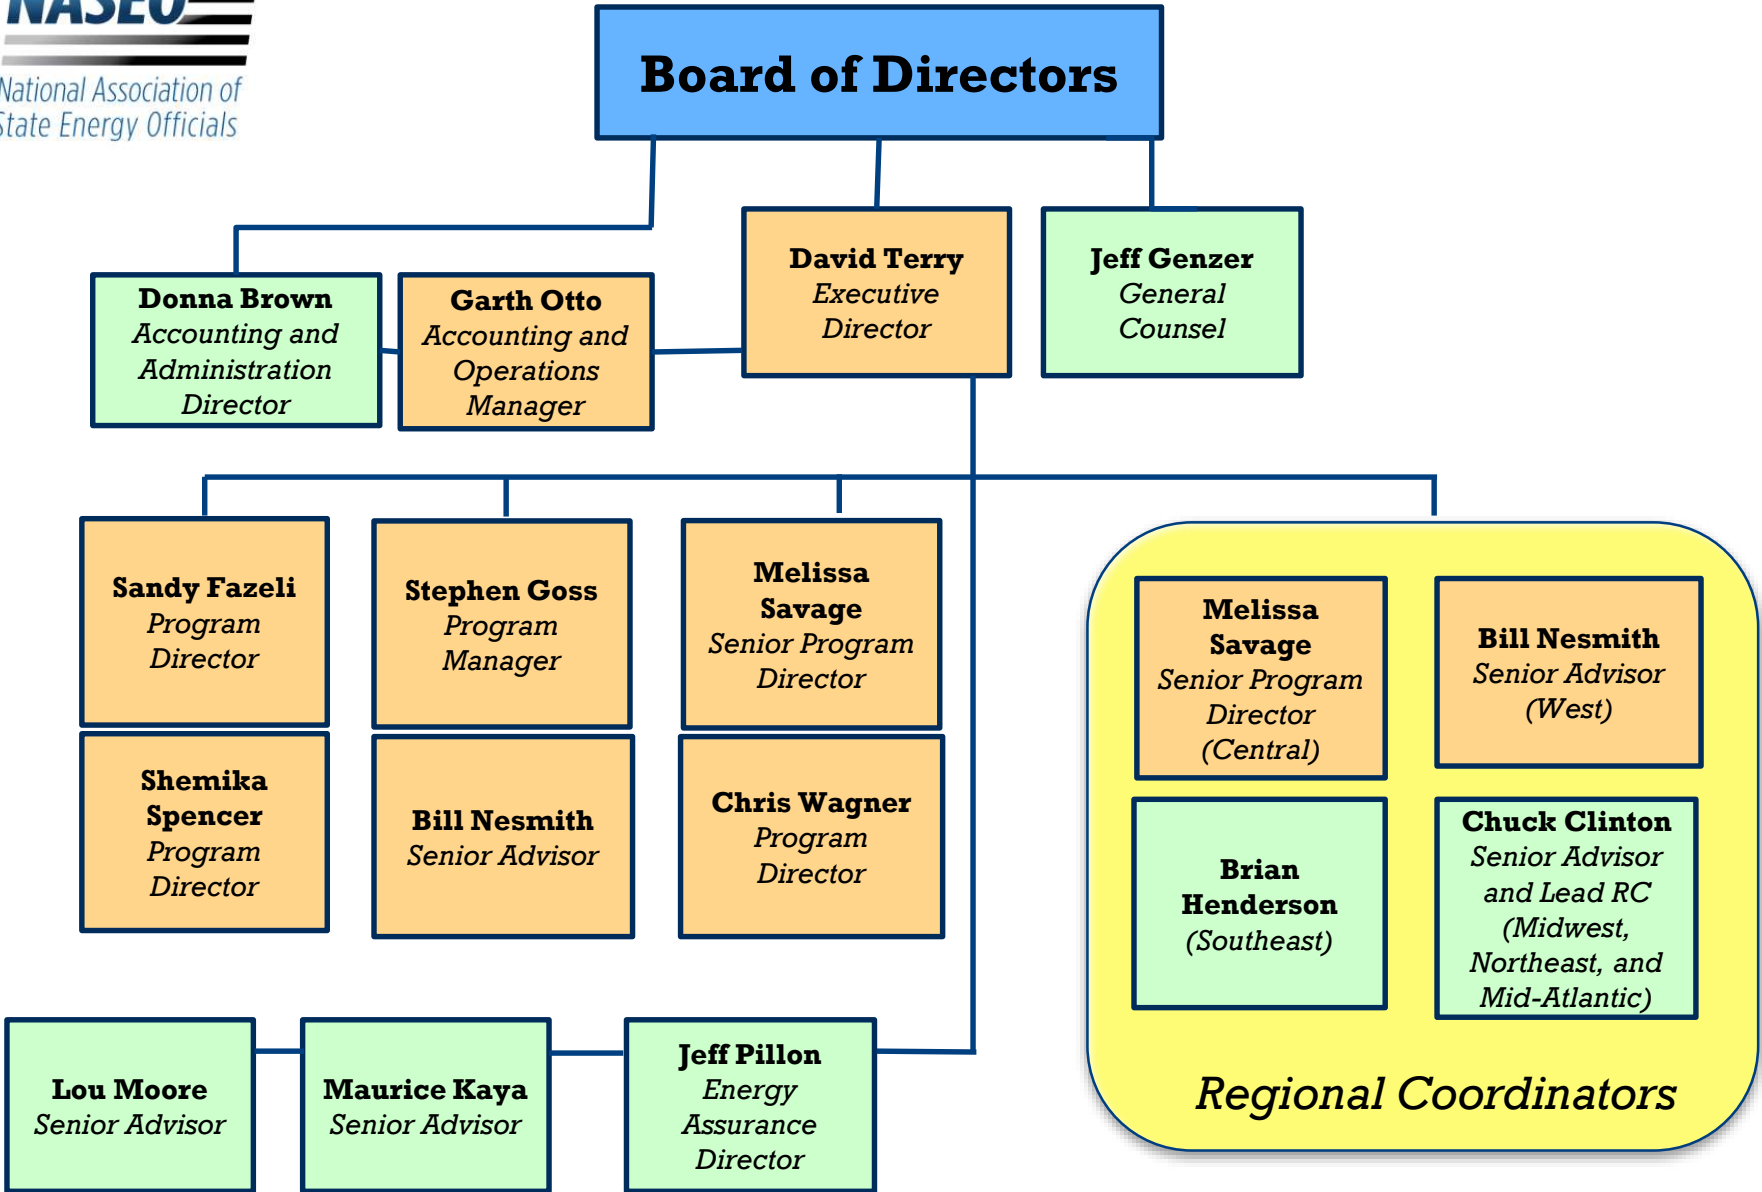 NASEO
National Association of
State Energy Officials
Board of Directors
David Terry
Executive
Director
Jeff Genzer
General
Counsel
Donna Brown
Accounting and
Administration
Director
Garth Otto
Accounting and
Operations
Manager
Sandy Fazeli
Program
Director
Stephen Goss
Program
Manager
Melissa
Savage
Senior Program
Director
Shemika
Spencer
Program
Director
Bill Nesmith
Senior Advisor
Chris Wagner
Program
Director
Melissa
Savage
Senior Program
Director
(Central)
Bill Nesmith
Senior Advisor
(West)
Brian
Henderson
(Southeast)
Chuck Clinton
Senior Advisor
and Lead RC
(Midwest,
Northeast, and
Mid-Atlantic)
Regional Coordinators
Lou Moore
Senior Advisor
Maurice Kaya
Senior Advisor
Jeff Pillon
Energy
Assurance
Director